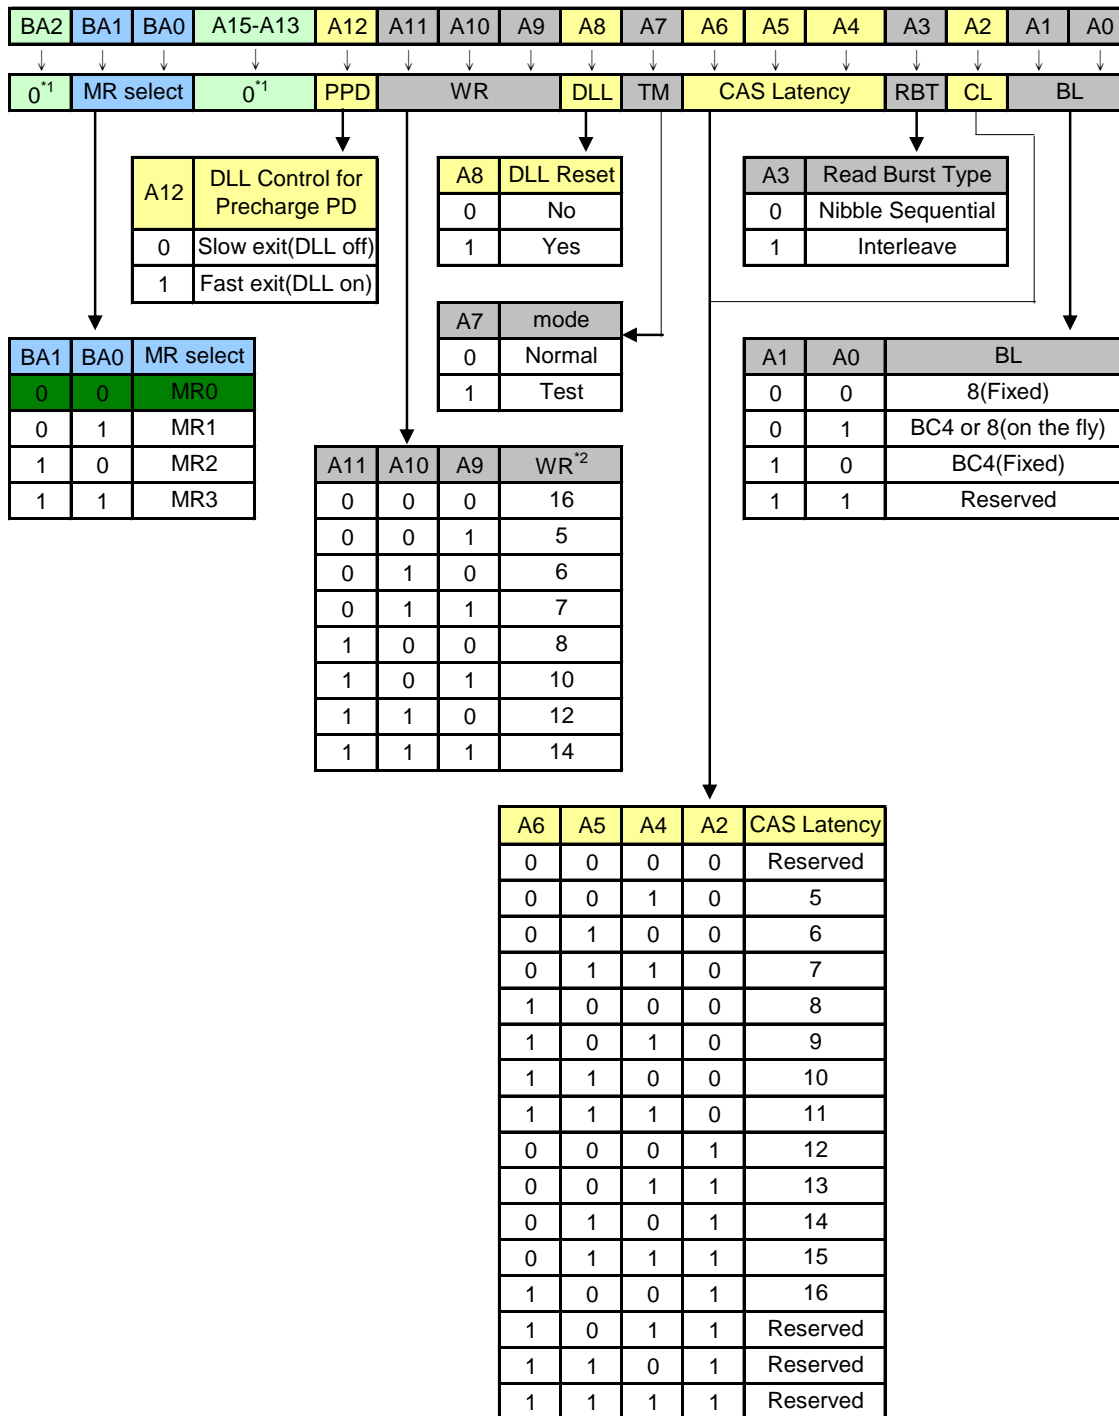 BA2 BA1 BA0 A15-A13 A12 A11 A10 A9 A8 A7 A6 A5 A4 A3 A2 A1 A0
0*1 MR select 0*1 PPD WR DLL TM CAS Latency RBT CL BL
A12 DLL Control for Precharge PD
0 Slow exit(DLL off)
1 Fast exit(DLL on)
A8 DLL Reset
0 No
1 Yes
A3 Read Burst Type
0 Nibble Sequential
1 Interleave
A7 mode
0 Normal
1 Test
BA1 BA0 MR select
0 0 MR0
0 1 MR1
1 0 MR2
1 1 MR3
A1 A0 BL
0 0 8(Fixed)
0 1 BC4 or 8(on the fly)
1 0 BC4(Fixed)
1 1 Reserved
A11 A10 A9 WR*2
0 0 0 16
0 0 1 5
0 1 0 6
0 1 1 7
1 0 0 8
1 0 1 10
1 1 0 12
1 1 1 14
A6 A5 A4 A2 CAS Latency
0 0 0 0 Reserved
0 0 1 0 5
0 1 0 0 6
0 1 1 0 7
1 0 0 0 8
1 0 1 0 9
1 1 0 0 10
1 1 1 0 11
0 0 0 1 12
0 0 1 1 13
0 1 0 1 14
0 1 1 1 15
1 0 0 1 16
1 0 1 1 Reserved
1 1 0 1 Reserved
1 1 1 1 Reserved